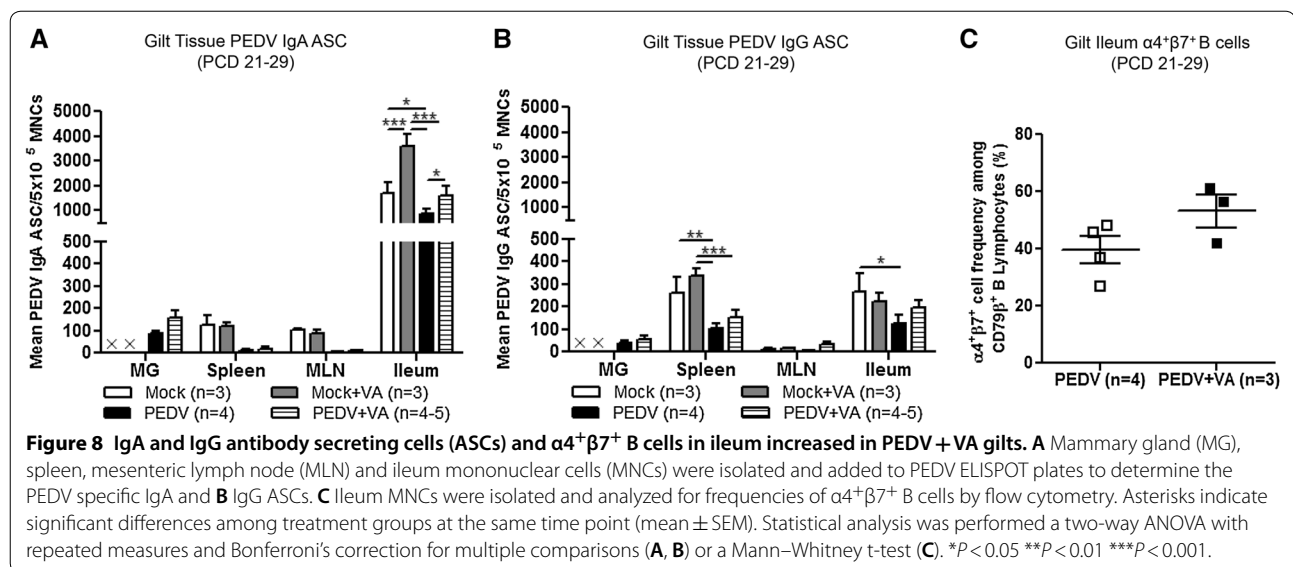 A
Gilt Tissue PEDV IgA ASC
(PCD 21-29)
Mean PEDV IgA ASC/5x10 ⁵ MNCs
5000
4000
3000
2000
1000
500
400
300
200
100
0
*
*** ***
*
× ×
MG Spleen MLN Ileum
Mock (n=3) Mock+VA (n=3)
PEDV (n=4) PEDV+VA (n=4-5)
B
Gilt Tissue PEDV IgG ASC
(PCD 21-29)
Mean PEDV IgG ASC/5x10 ⁵ MNCs
5000
4000
3000
2000
1000
500
400
300
200
100
0
**
***
*
× ×
MG Spleen MLN Ileum
Mock (n=3) Mock+VA (n=3)
PEDV (n=4) PEDV+VA (n=4-5)
C
Gilt Ileum α4⁺β7⁺ B cells
(PCD 21-29)
α4⁺β7⁺ cell frequency among
CD79β⁺ B Lymphocytes (%)
80
60
40
20
0
PEDV (n=4) PEDV+VA (n=3)
Figure 8 IgA and IgG antibody secreting cells (ASCs) and α4⁺β7⁺ B cells in ileum increased in PEDV + VA gilts. A Mammary gland (MG),
spleen, mesenteric lymph node (MLN) and ileum mononuclear cells (MNCs) were isolated and added to PEDV ELISPOT plates to determine the
PEDV specific IgA and B IgG ASCs. C Ileum MNCs were isolated and analyzed for frequencies of α4⁺β7⁺ B cells by flow cytometry. Asterisks indicate
significant differences among treatment groups at the same time point (mean ± SEM). Statistical analysis was performed a two-way ANOVA with
repeated measures and Bonferroni's correction for multiple comparisons (A, B) or a Mann–Whitney t-test (C). *P < 0.05 **P < 0.01 ***P < 0.001.